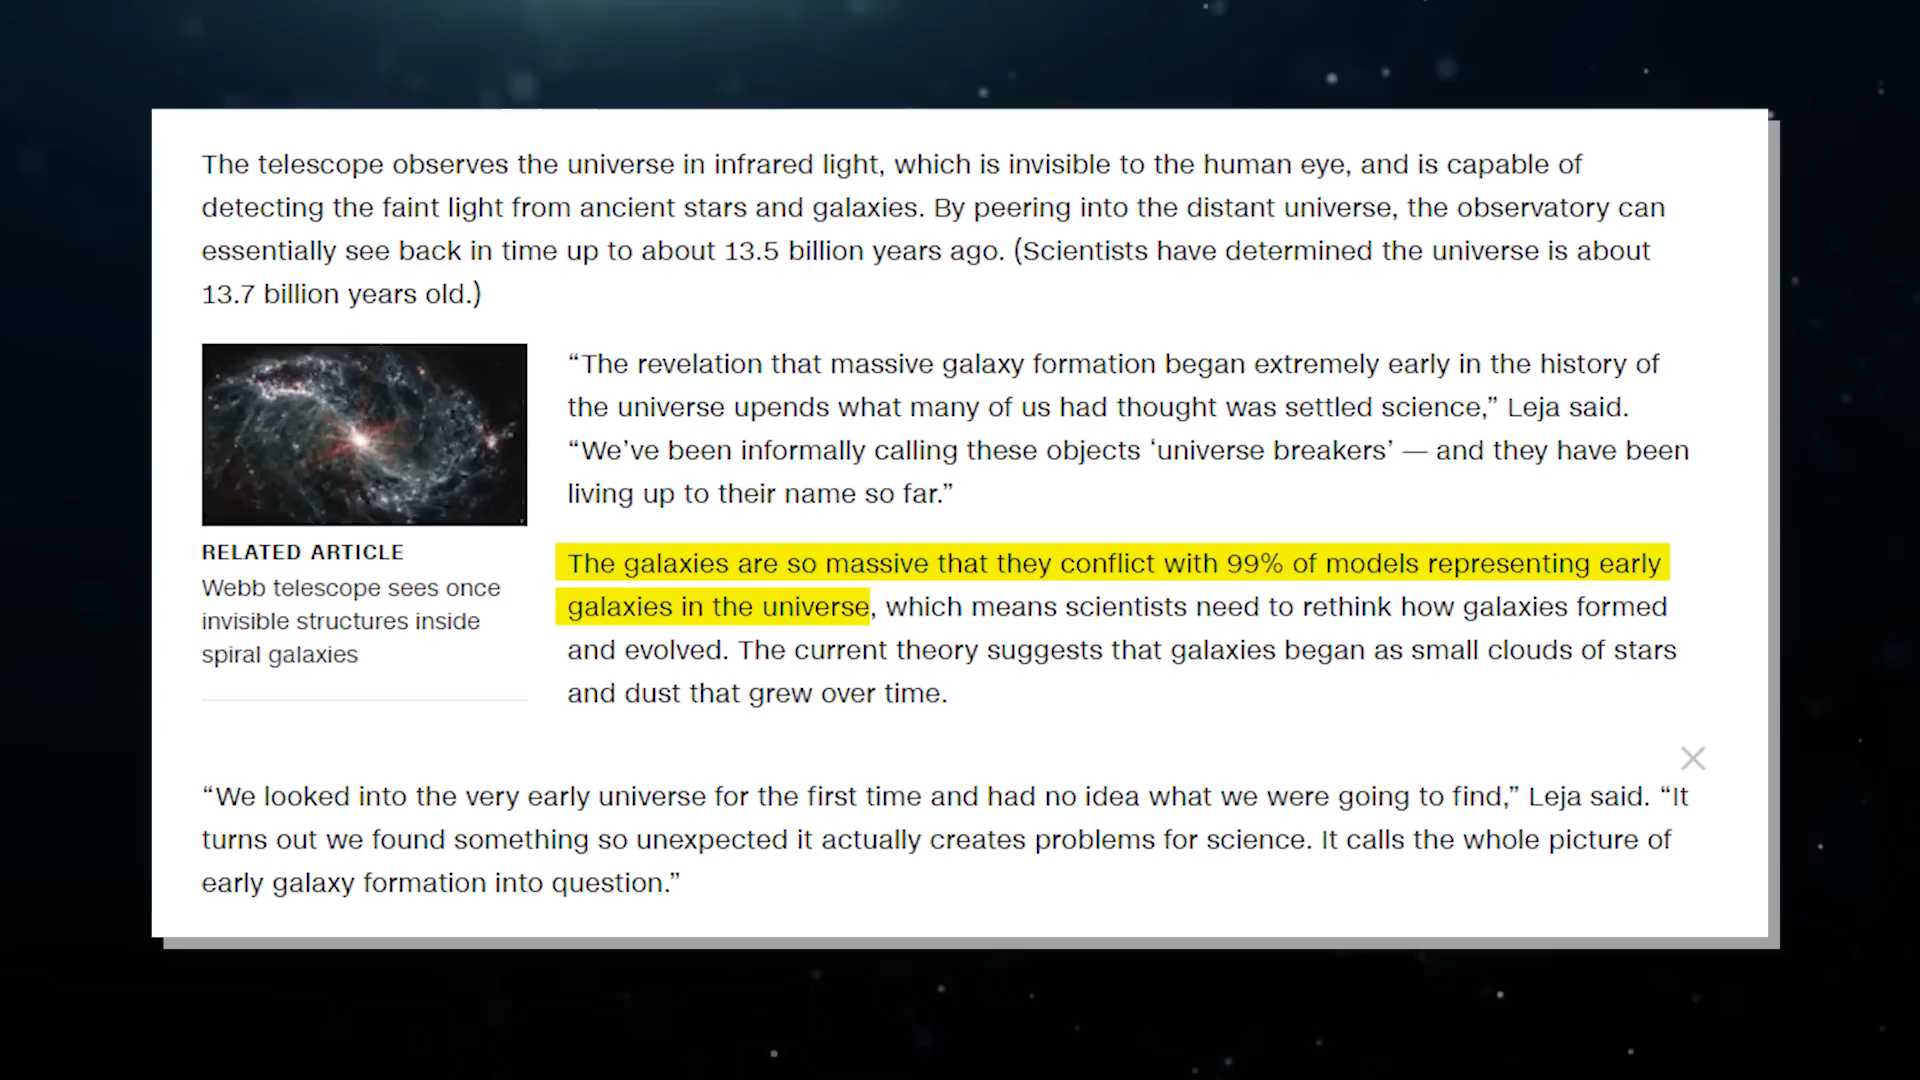 The telescope observes the universe in infrared light, which is invisible to the human eye, and is capable of
detecting the faint light from ancient stars and galaxies. By peering into the distant universe, the observatory can
essentially see back in time up to about 13.5 billion years ago. (Scientists have determined the universe is about
13.7 billion years old.)
RELATED ARTICLE
Webb telescope sees once
invisible structures inside
spiral galaxies
“The revelation that massive galaxy formation began extremely early in the history of
the universe upends what many of us had thought was settled science,” Leja said.
“We’ve been informally calling these objects ‘universe breakers’ — and they have been
living up to their name so far.”
The galaxies are so massive that they conflict with 99% of models representing early
galaxies in the universe, which means scientists need to rethink how galaxies formed
and evolved. The current theory suggests that galaxies began as small clouds of stars
and dust that grew over time.
“We looked into the very early universe for the first time and had no idea what we were going to find,” Leja said. “It
turns out we found something so unexpected it actually creates problems for science. It calls the whole picture of
early galaxy formation into question.”